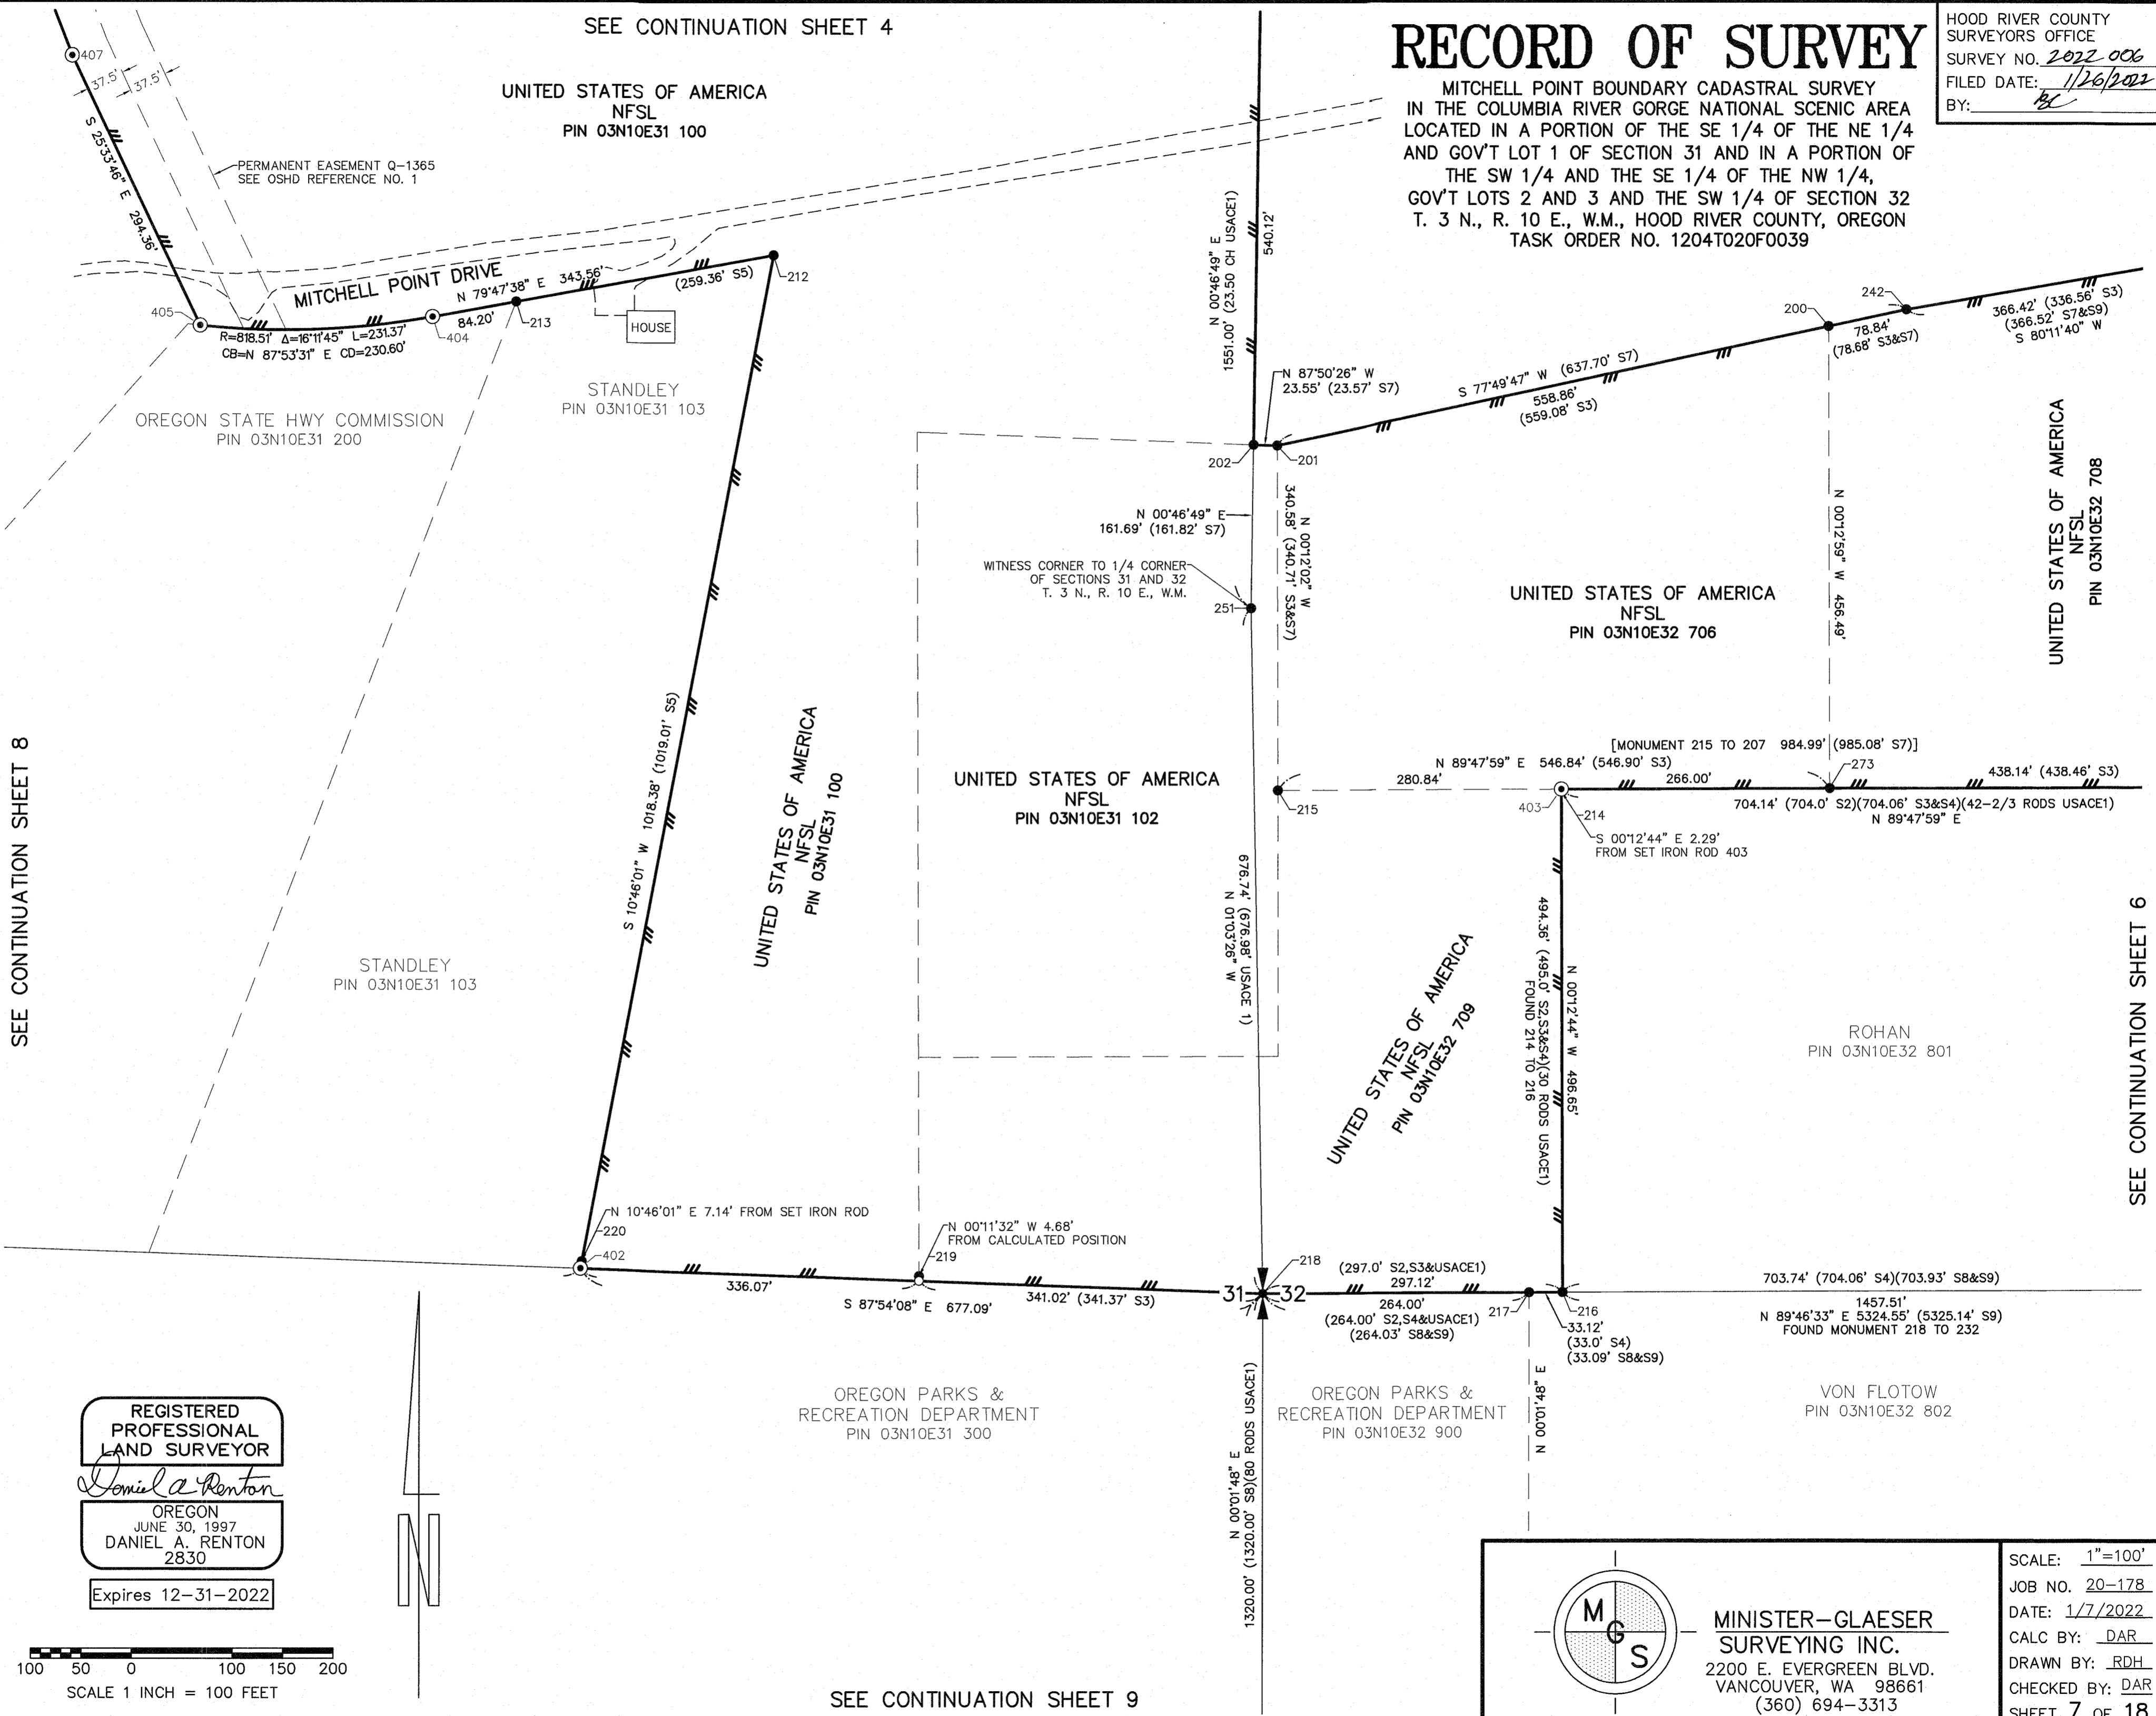 SEE CONTINUATION SHEET 4
RECORD OF SURVEY
MITCHELL POINT BOUNDARY CADASTRAL SURVEY
IN THE COLUMBIA RIVER GORGE NATIONAL SCENIC AREA
LOCATED IN A PORTION OF THE SE 1/4 OF THE NE 1/4
AND GOV'T LOT 1 OF SECTION 31 AND IN A PORTION OF
THE SW 1/4 AND THE SE 1/4 OF THE NW 1/4,
GOV'T LOTS 2 AND 3 AND THE SW 1/4 OF SECTION 32
T. 3 N., R. 10 E., W.M., HOOD RIVER COUNTY, OREGON
TASK ORDER NO. 1204T020F0039
HOOD RIVER COUNTY
SURVEYORS OFFICE
SURVEY NO. 2022 006
FILED DATE: 1/26/2022
BY: BC
407
37.5'
37.5'
UNITED STATES OF AMERICA
NFSL
PIN 03N10E31 100
S 25°33'46" E 294.36'
PERMANENT EASEMENT Q-1365
SEE OSHD REFERENCE NO. 1
MITCHELL POINT DRIVE
N 79°47'38" E 343.56'
(259.36' S5)
212
405
R=818.51' Δ=16°11'45" L=231.37'
CB=N 87°53'31" E CD=230.60'
84.20'
404
213
HOUSE
STANDLEY
PIN 03N10E31 103
OREGON STATE HWY COMMISSION
PIN 03N10E31 200
N 00°46'49" E
1551.00' (23.50 CH USACE1)
540.12'
N 87°50'26" W
23.55' (23.57' S7)
S 77°49'47" W (637.70' S7)
558.86'
(559.08' S3)
200
242
78.84'
(78.68' S3&S7)
366.42' (336.56' S3)
(366.52' S7&S9)
S 80°11'40" W
202
201
N 00°46'49" E
161.69' (161.82' S7)
WITNESS CORNER TO 1/4 CORNER
OF SECTIONS 31 AND 32
T. 3 N., R. 10 E., W.M.
251
N 00°12'02" W
340.58' (340.71' S3&S7)
UNITED STATES OF AMERICA
NFSL
PIN 03N10E32 706
N 00°12'59" W 456.49'
UNITED STATES OF AMERICA
NFSL
PIN 03N10E32 708
SEE CONTINUATION SHEET 8
S 10°46'01" W 1018.38' (1019.01' S5)
UNITED STATES OF AMERICA
NFSL
PIN 03N10E31 100
UNITED STATES OF AMERICA
NFSL
PIN 03N10E31 102
[MONUMENT 215 TO 207 984.99' (985.08' S7)]
N 89°47'59" E 546.84' (546.90' S3)
280.84'
266.00'
273
438.14' (438.46' S3)
215
403
214
704.14' (704.0' S2)(704.06' S3&S4)(42-2/3 RODS USACE1)
N 89°47'59" E
S 00°12'44" E 2.29'
FROM SET IRON ROD 403
676.74' (676.98' USACE 1)
N 01°03'26" W
N 00°12'44" W 496.65'
494.36' (495.0' S2,S3&S4)(30 RODS USACE1)
FOUND 214 TO 216
UNITED STATES OF AMERICA
NFSL
PIN 03N10E32 709
STANDLEY
PIN 03N10E31 103
ROHAN
PIN 03N10E32 801
SEE CONTINUATION SHEET 6
N 10°46'01" E 7.14' FROM SET IRON ROD
220
402
N 00°11'32" W 4.68'
FROM CALCULATED POSITION
219
336.07'
S 87°54'08" E 677.09'
341.02' (341.37' S3)
31
32
218
(297.0' S2,S3&USACE1)
297.12'
264.00'
(264.00' S2,S4&USACE1)
(264.03' S8&S9)
217
216
33.12'
(33.0' S4)
(33.09' S8&S9)
703.74' (704.06' S4)(703.93' S8&S9)
1457.51'
N 89°46'33" E 5324.55' (5325.14' S9)
FOUND MONUMENT 218 TO 232
N 00°01'48" E
1320.00' (1320.00' S8)(80 RODS USACE1)
N 00°01'48" E
OREGON PARKS &
RECREATION DEPARTMENT
PIN 03N10E31 300
OREGON PARKS &
RECREATION DEPARTMENT
PIN 03N10E32 900
VON FLOTOW
PIN 03N10E32 802
REGISTERED
PROFESSIONAL
LAND SURVEYOR
Daniel A Renton
OREGON
JUNE 30, 1997
DANIEL A. RENTON
2830
Expires 12-31-2022
N
100 50 0 100 150 200
SCALE 1 INCH = 100 FEET
SEE CONTINUATION SHEET 9
M G S
MINISTER-GLAESER
SURVEYING INC.
2200 E. EVERGREEN BLVD.
VANCOUVER, WA 98661
(360) 694-3313
SCALE: 1"=100'
JOB NO. 20-178
DATE: 1/7/2022
CALC BY: DAR
DRAWN BY: RDH
CHECKED BY: DAR
SHEET 7 OF 18